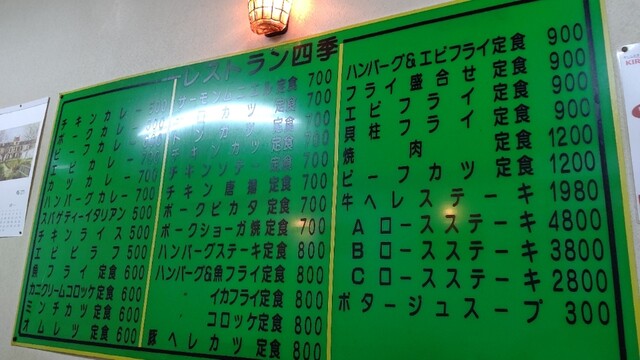 レストラン四季
チキンカレー
ポークカレー
ビーフカレー 700
エビカレー 700
カツカレー 700
ハンバーグカレー 700
スパゲティーイタリアン 500
チキンライス 500
エビピラフ 500
魚フライ定食 600
カニクリームコロッケ定食 600
ミンチカツ定食 600
オムレツ定食 600
定食 700
定食 700
定食 700
定食 700
チキン 定食 700
チキン唐揚定食 700
ポークピカタ定食 700
ポークショーガ焼定食 700
ハンバーグステーキ定食 800
ハンバーグ&魚フライ定食 800
イカフライ定食 800
コロッケ定食 800
豚ヘレカツ定食 800
ハンバーグ&エビフライ定食 900
フライ盛合せ定食 900
エビフライ定食 900
貝柱フライ定食 900
焼肉定食 1200
ビーフカツ定食 1200
牛ヘレステーキ 1980
Aロースステーキ 4800
Bロースステーキ 3800
Cロースステーキ 2800
ポタージュスープ 300